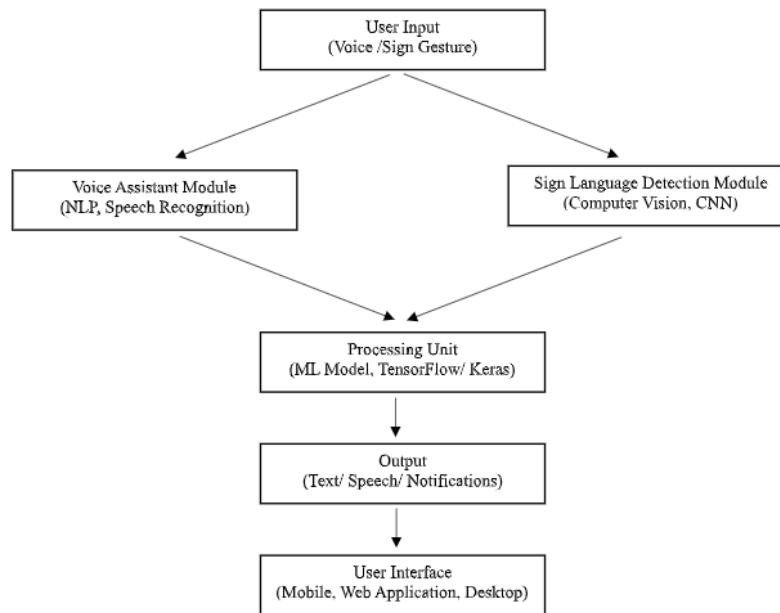 User Input
(Voice /Sign Gesture)
Voice Assistant Module
(NLP, Speech Recognition)
Sign Language Detection Module
(Computer Vision, CNN)
Processing Unit
(ML Model, TensorFlow/ Keras)
Output
(Text/ Speech/ Notifications)
User Interface
(Mobile, Web Application, Desktop)